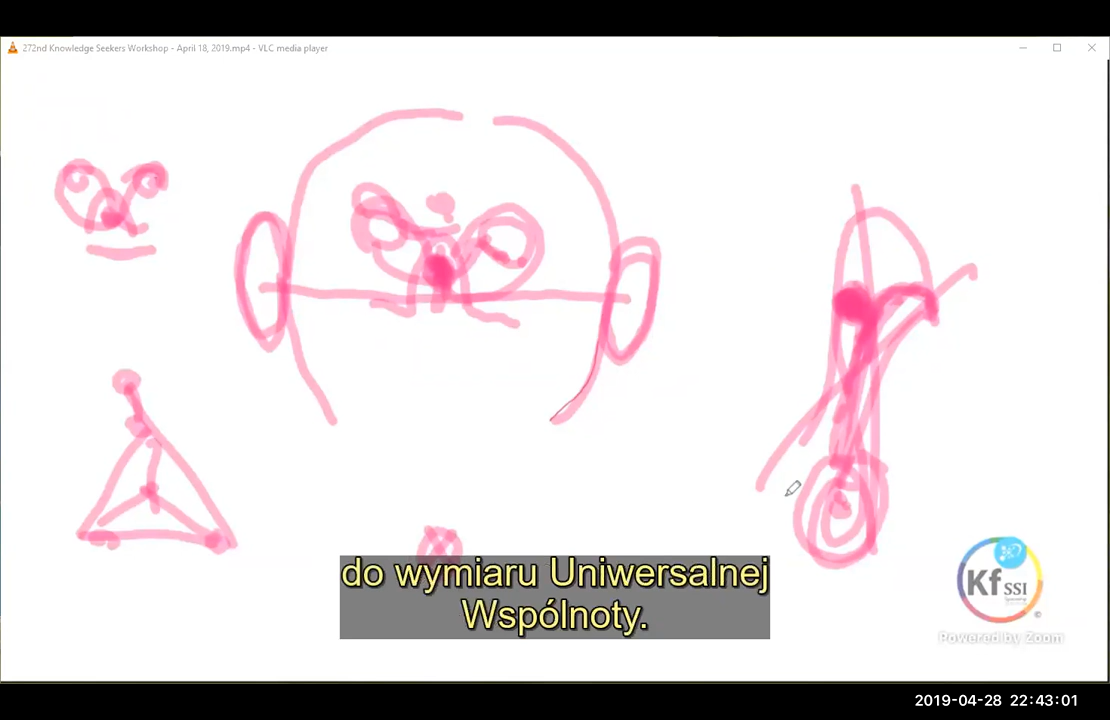 272nd Knowledge Seekers Workshop - April 18, 2019.mp4 - VLC media player
do wymiaru Uniwersalnej
Wspólnoty.
Kf SSI
©
Powered by Zoom
2019-04-28 22:43:01